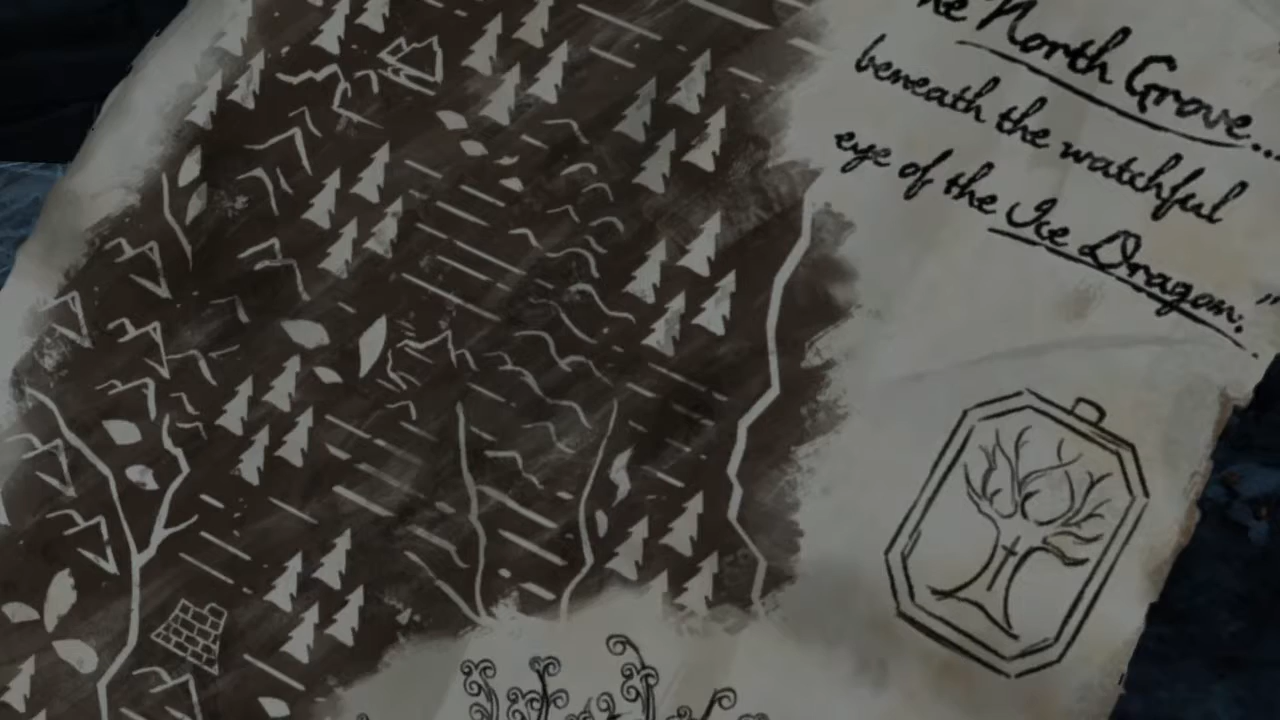 North Grove...
beneath the watchful
eye of the Ice Dragon."